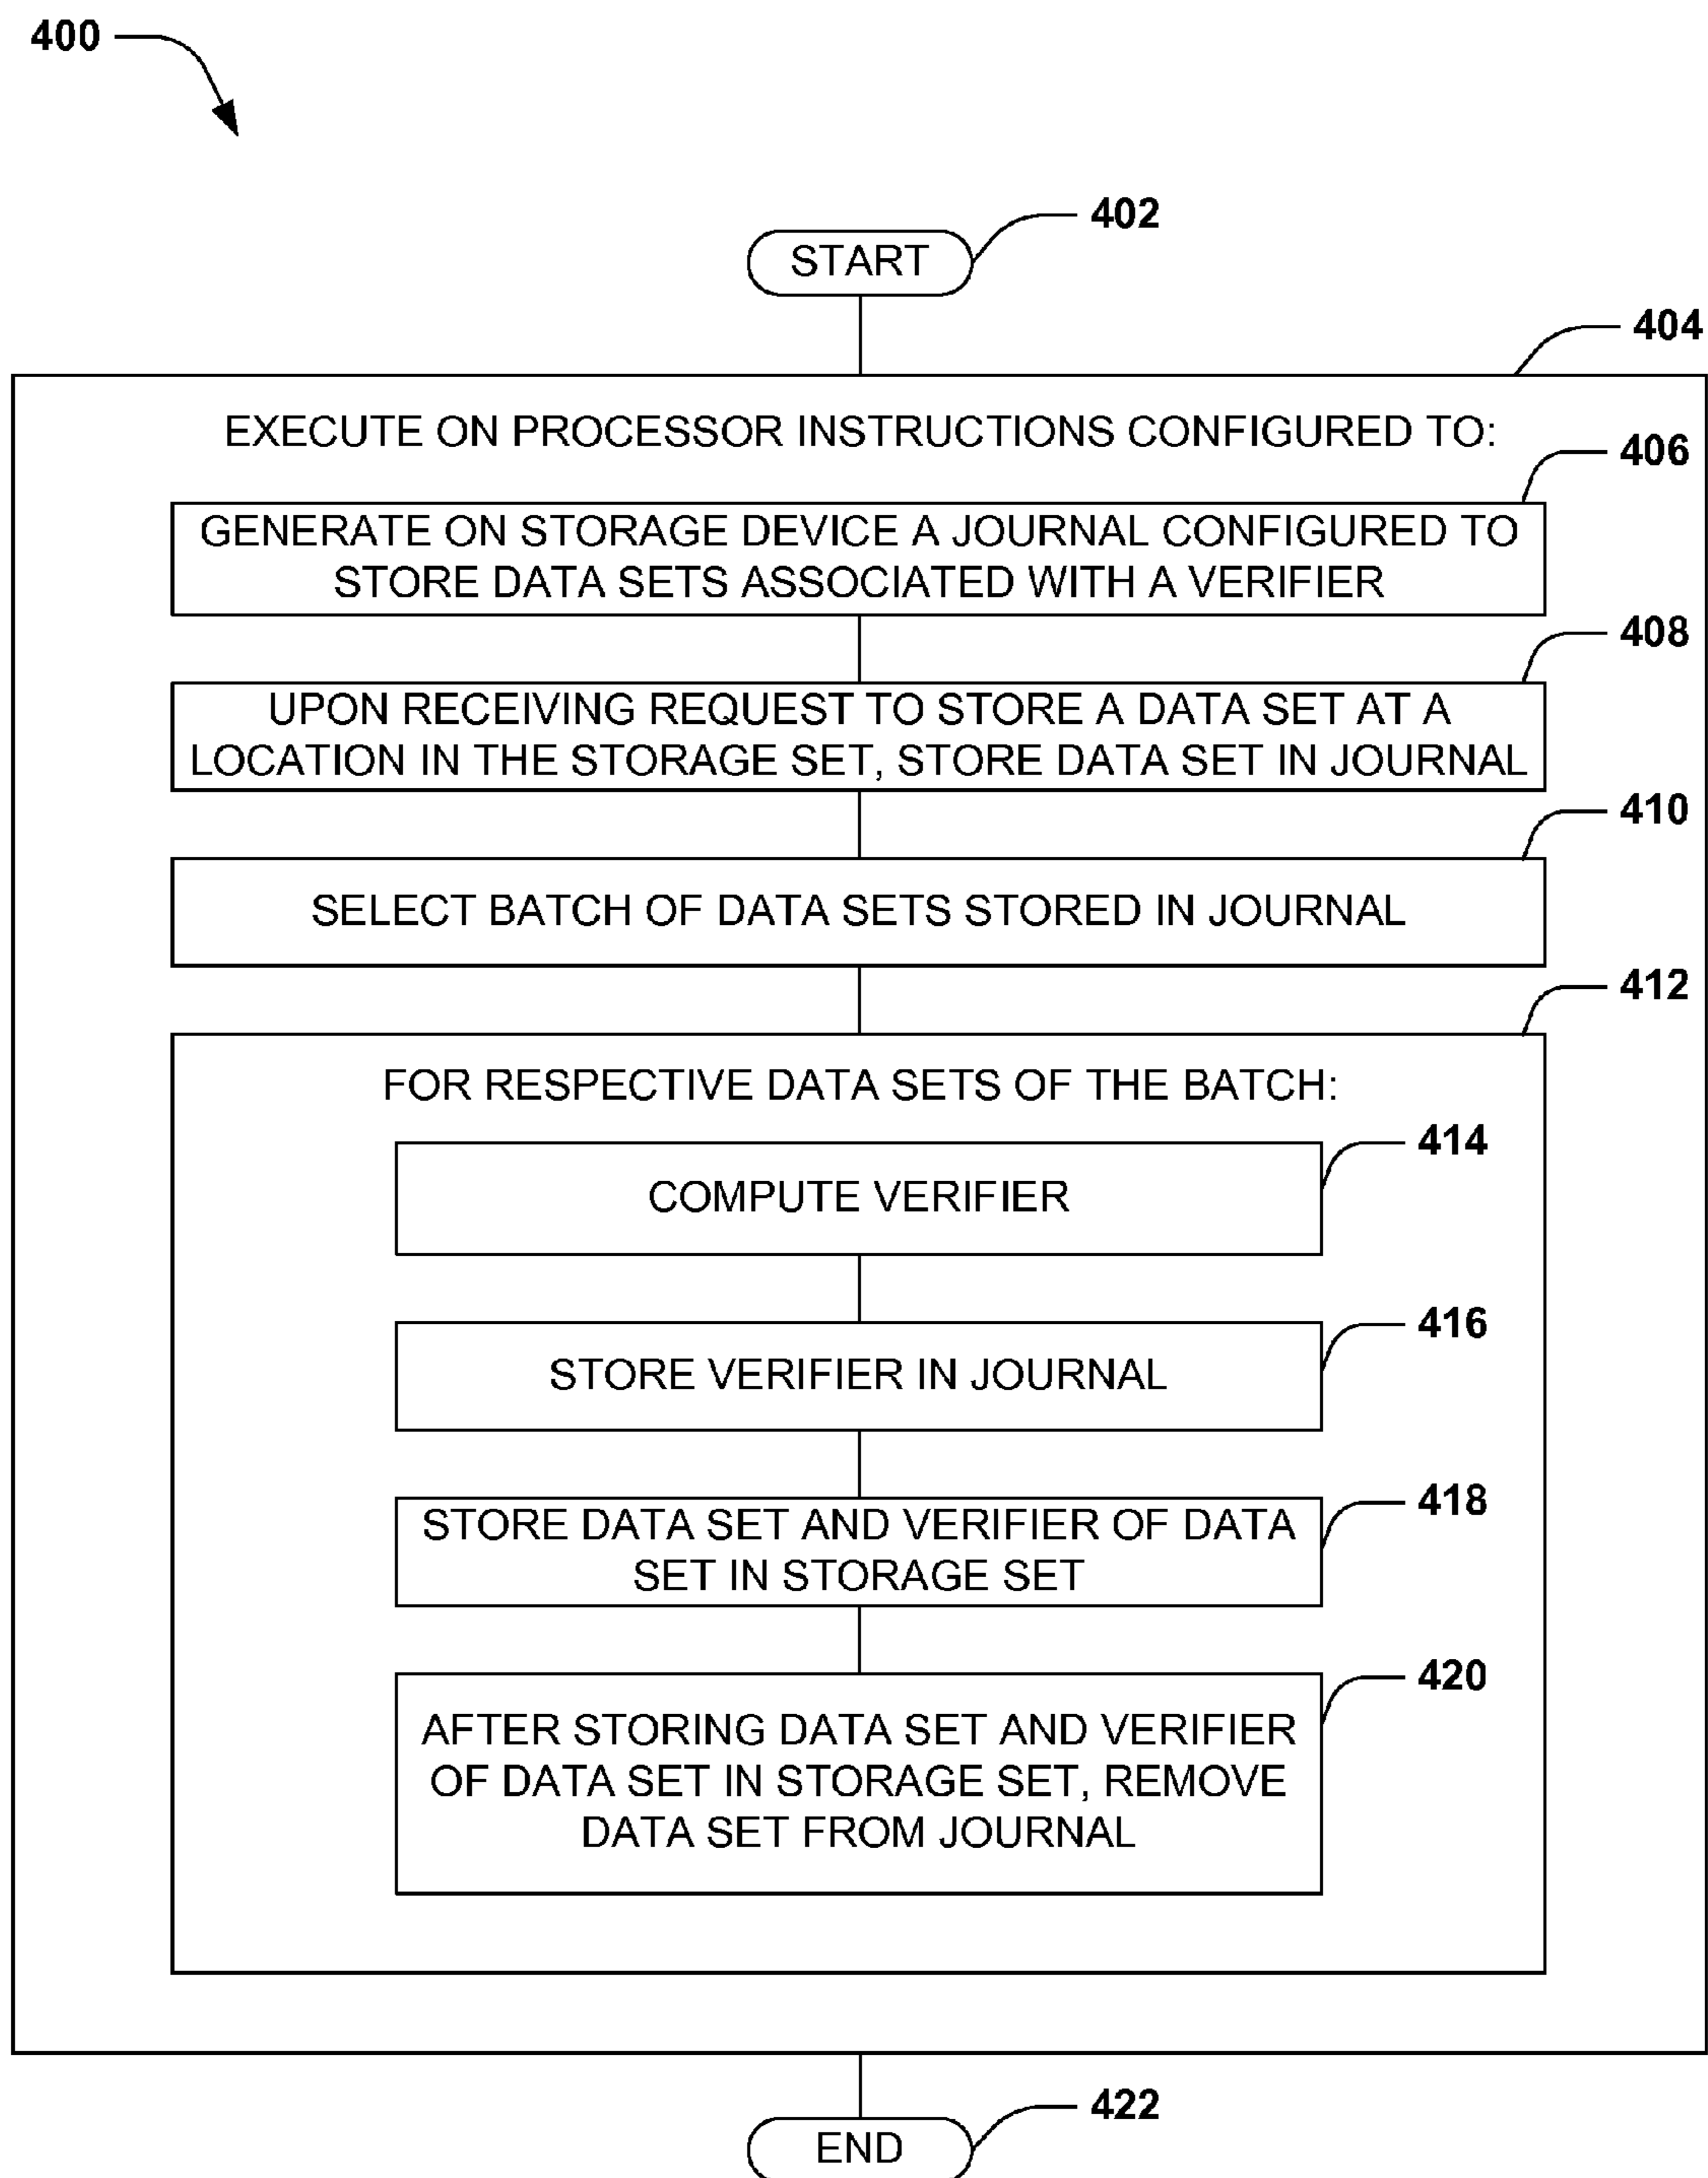 400
402
START
404
EXECUTE ON PROCESSOR INSTRUCTIONS CONFIGURED TO:
406
GENERATE ON STORAGE DEVICE A JOURNAL CONFIGURED TO
STORE DATA SETS ASSOCIATED WITH A VERIFIER
408
UPON RECEIVING REQUEST TO STORE A DATA SET AT A
LOCATION IN THE STORAGE SET, STORE DATA SET IN JOURNAL
410
SELECT BATCH OF DATA SETS STORED IN JOURNAL
412
FOR RESPECTIVE DATA SETS OF THE BATCH:
414
COMPUTE VERIFIER
416
STORE VERIFIER IN JOURNAL
418
STORE DATA SET AND VERIFIER OF DATA
SET IN STORAGE SET
420
AFTER STORING DATA SET AND VERIFIER
OF DATA SET IN STORAGE SET, REMOVE
DATA SET FROM JOURNAL
422
END